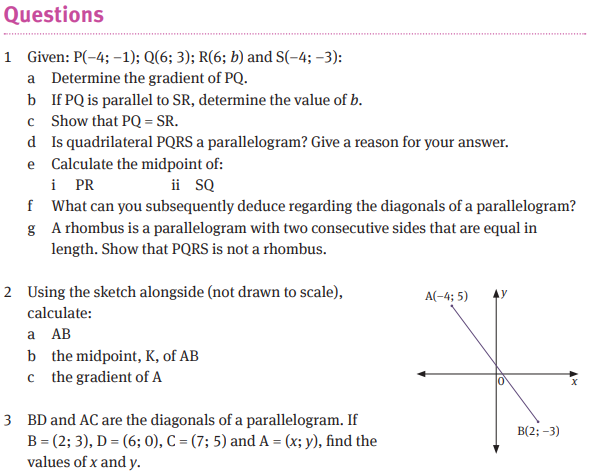 Questions
1 Given: P(−4; −1); Q(6; 3); R(6; b) and S(−4; −3):
a Determine the gradient of PQ.
b If PQ is parallel to SR, determine the value of b.
c Show that PQ = SR.
d Is quadrilateral PQRS a parallelogram? Give a reason for your answer.
e Calculate the midpoint of:
i PR ii SQ
f What can you subsequently deduce regarding the diagonals of a parallelogram?
g A rhombus is a parallelogram with two consecutive sides that are equal in
length. Show that PQRS is not a rhombus.
2 Using the sketch alongside (not drawn to scale),
calculate:
a AB
b the midpoint, K, of AB
c the gradient of A
A(−4; 5) y
0 x
B(2; −3)
3 BD and AC are the diagonals of a parallelogram. If
B = (2; 3), D = (6; 0), C = (7; 5) and A = (x; y), find the
values of x and y.